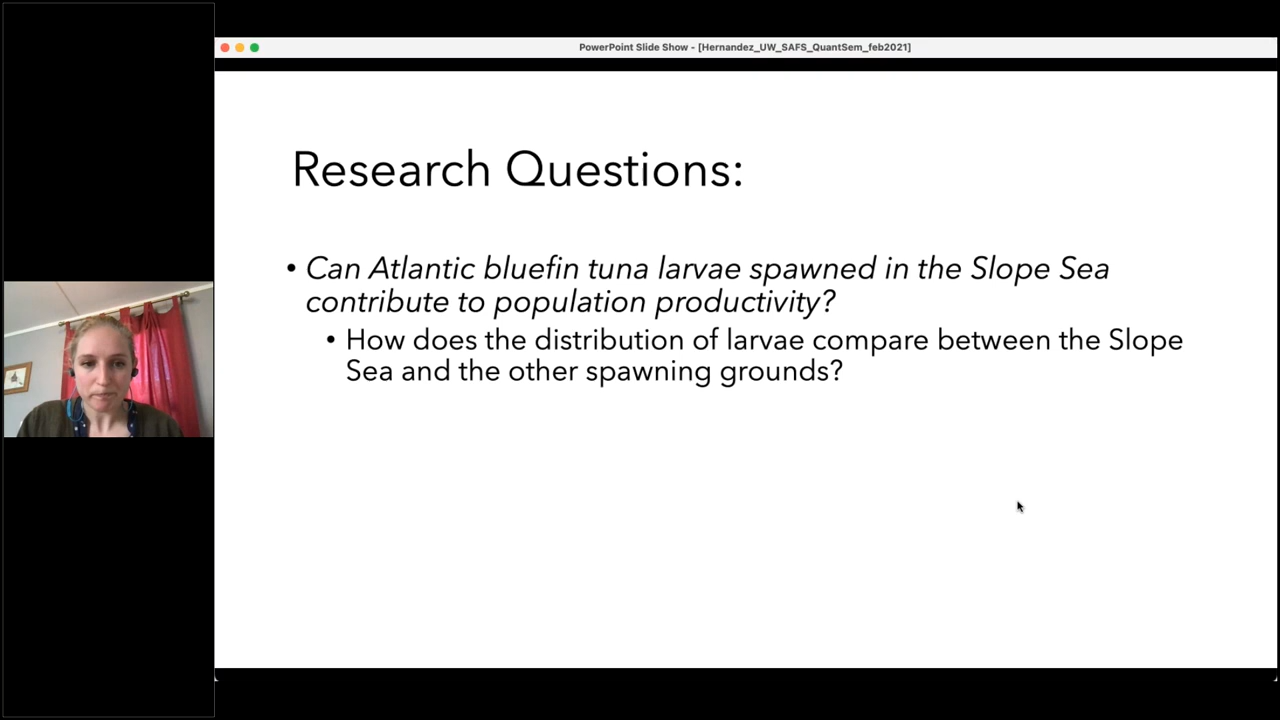 PowerPoint Slide Show - [Hernandez_UW_SAFS_QuantSem_feb2021]
Research Questions:
• Can Atlantic bluefin tuna larvae spawned in the Slope Sea
contribute to population productivity?
• How does the distribution of larvae compare between the Slope
Sea and the other spawning grounds?